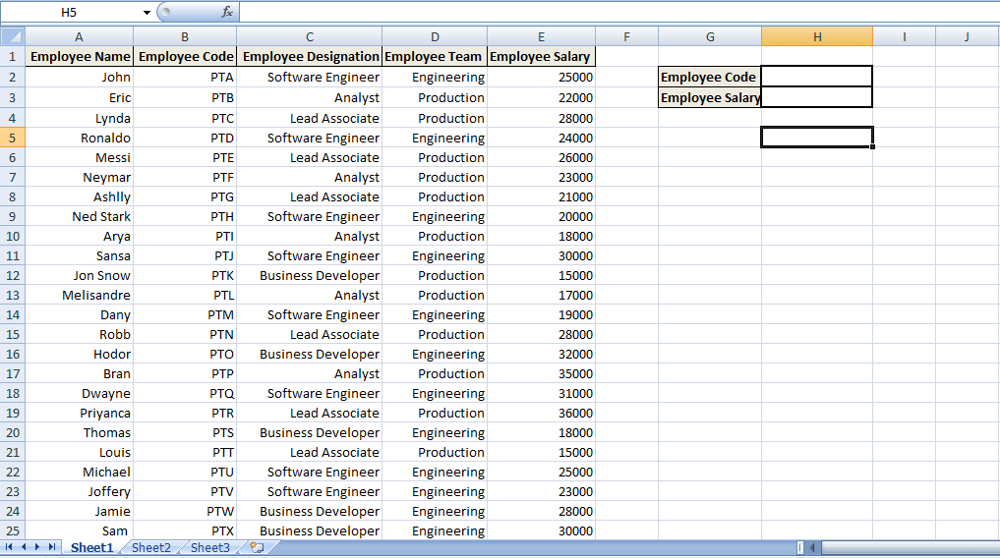 H5 fx
A B C D E F G H I J
1 Employee Name Employee Code Employee Designation Employee Team Employee Salary
2 John PTA Software Engineer Engineering 25000 Employee Code
3 Eric PTB Analyst Production 22000 Employee Salary
4 Lynda PTC Lead Associate Production 28000
5 Ronaldo PTD Software Engineer Engineering 24000
6 Messi PTE Lead Associate Production 26000
7 Neymar PTF Analyst Production 23000
8 Ashlly PTG Lead Associate Production 21000
9 Ned Stark PTH Software Engineer Engineering 20000
10 Arya PTI Analyst Production 18000
11 Sansa PTJ Software Engineer Engineering 30000
12 Jon Snow PTK Business Developer Production 15000
13 Melisandre PTL Analyst Production 17000
14 Dany PTM Software Engineer Engineering 19000
15 Robb PTN Lead Associate Production 28000
16 Hodor PTO Business Developer Engineering 32000
17 Bran PTP Analyst Production 35000
18 Dwayne PTQ Software Engineer Engineering 31000
19 Priyanca PTR Lead Associate Production 36000
20 Thomas PTS Business Developer Engineering 18000
21 Louis PTT Lead Associate Production 15000
22 Michael PTU Software Engineer Engineering 25000
23 Joffery PTV Software Engineer Engineering 23000
24 Jamie PTW Business Developer Engineering 28000
25 Sam PTX Business Developer Engineering 30000
Sheet1 Sheet2 Sheet3